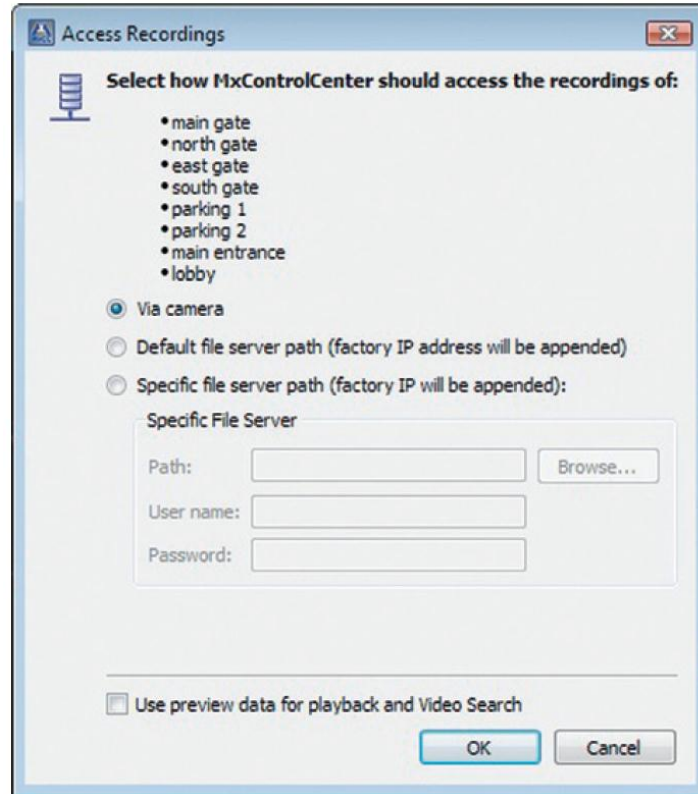 Access Recordings
Select how MxControlCenter should access the recordings of:
• main gate
• north gate
• east gate
• south gate
• parking 1
• parking 2
• main entrance
• lobby
Via camera
Default file server path (factory IP address will be appended)
Specific file server path (factory IP will be appended):
Specific File Server
Path:
Browse...
User name:
Password:
Use preview data for playback and Video Search
OK Cancel